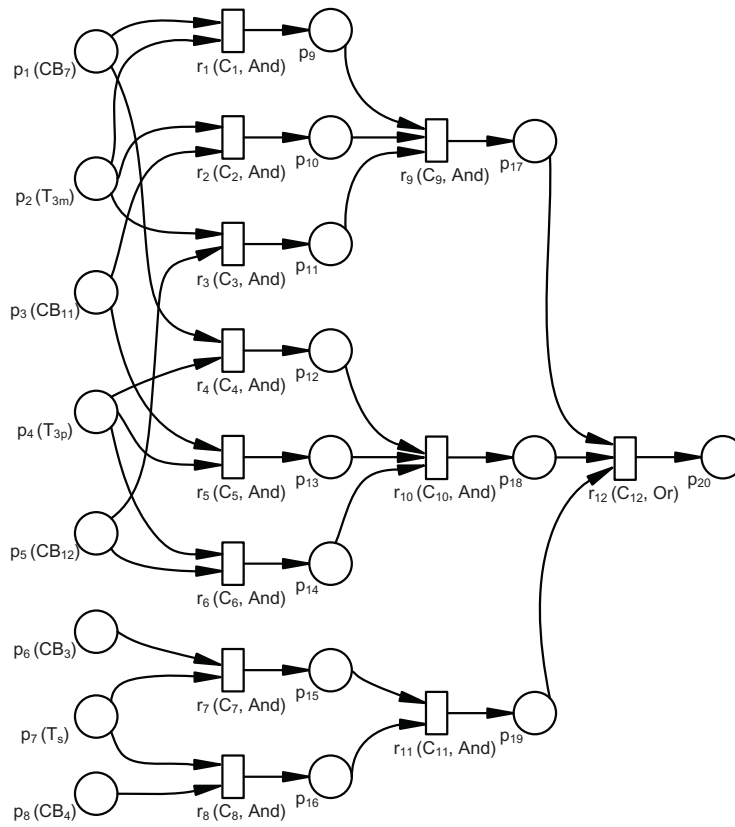 p₁ (CB₇)
r₁ (C₁, And)
p₉
p₂ (T₃ₘ)
r₂ (C₂, And)
p₁₀
r₉ (C₉, And)
p₁₇
r₃ (C₃, And)
p₁₁
p₃ (CB₁₁)
r₄ (C₄, And)
p₁₂
p₄ (T₃ₚ)
r₅ (C₅, And)
p₁₃
r₁₀ (C₁₀, And)
p₁₈
r₁₂ (C₁₂, Or)
p₂₀
p₅ (CB₁₂)
r₆ (C₆, And)
p₁₄
p₆ (CB₃)
r₇ (C₇, And)
p₁₅
p₇ (Tₛ)
r₁₁ (C₁₁, And)
p₁₉
p₈ (CB₄)
r₈ (C₈, And)
p₁₆